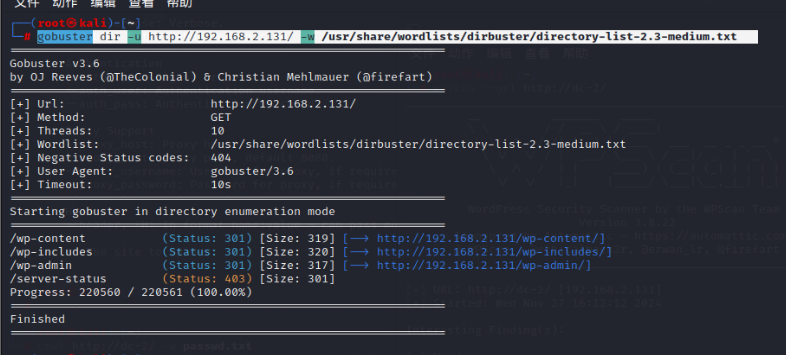 文件 动作 编辑 查看 帮助
(root㉿kali)-[~]
# gobuster dir -u http://192.168.2.131/ -w /usr/share/wordlists/dirbuster/directory-list-2.3-medium.txt
Gobuster v3.6
by OJ Reeves (@TheColonial) & Christian Mehlmauer (@firefart)
[+] Url: http://192.168.2.131/
[+] Method: GET
[+] Threads: 10
[+] Wordlist: /usr/share/wordlists/dirbuster/directory-list-2.3-medium.txt
[+] Negative Status codes: 404
[+] User Agent: gobuster/3.6
[+] Timeout: 10s
Starting gobuster in directory enumeration mode
/wp-content (Status: 301) [Size: 319] [--> http://192.168.2.131/wp-content/]
/wp-includes (Status: 301) [Size: 320] [--> http://192.168.2.131/wp-includes/]
/wp-admin (Status: 301) [Size: 317] [--> http://192.168.2.131/wp-admin/]
/server-status (Status: 403) [Size: 301]
Progress: 220560 / 220561 (100.00%)
Finished